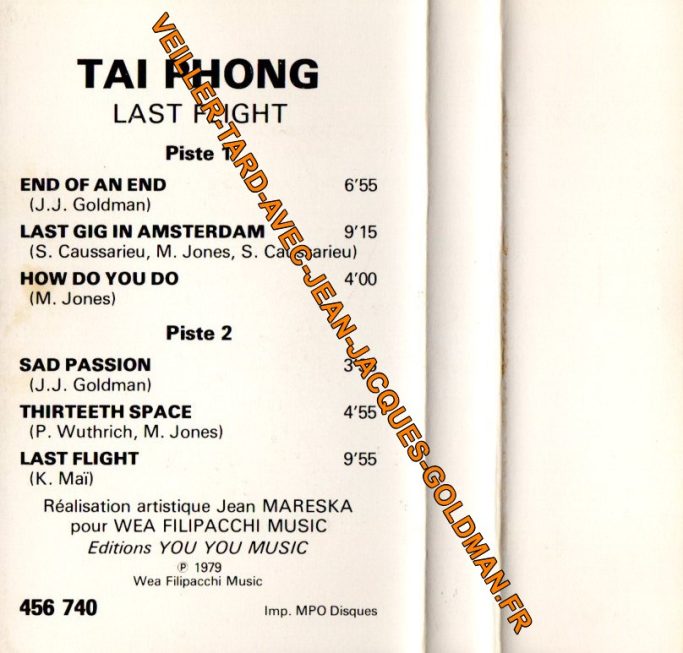 TAI PHONG
LAST FLIGHT
Piste 1
END OF AN END 6'55
(J.J. Goldman)
LAST GIG IN AMSTERDAM 9'15
(S. Caussarieu, M. Jones, S. Caussarieu)
HOW DO YOU DO 4'00
(M. Jones)
Piste 2
SAD PASSION
(J.J. Goldman)
THIRTEETH SPACE 4'55
(P. Wuthrich, M. Jones)
LAST FLIGHT 9'55
(K. Maï)
Réalisation artistique Jean MARESKA
pour WEA FILIPACCHI MUSIC
Editions YOU YOU MUSIC
℗ 1979
Wea Filipacchi Music
456 740 Imp. MPO Disques
VEILLER-TARD-AVEC-JEAN-JACQUES-GOLDMAN.FR